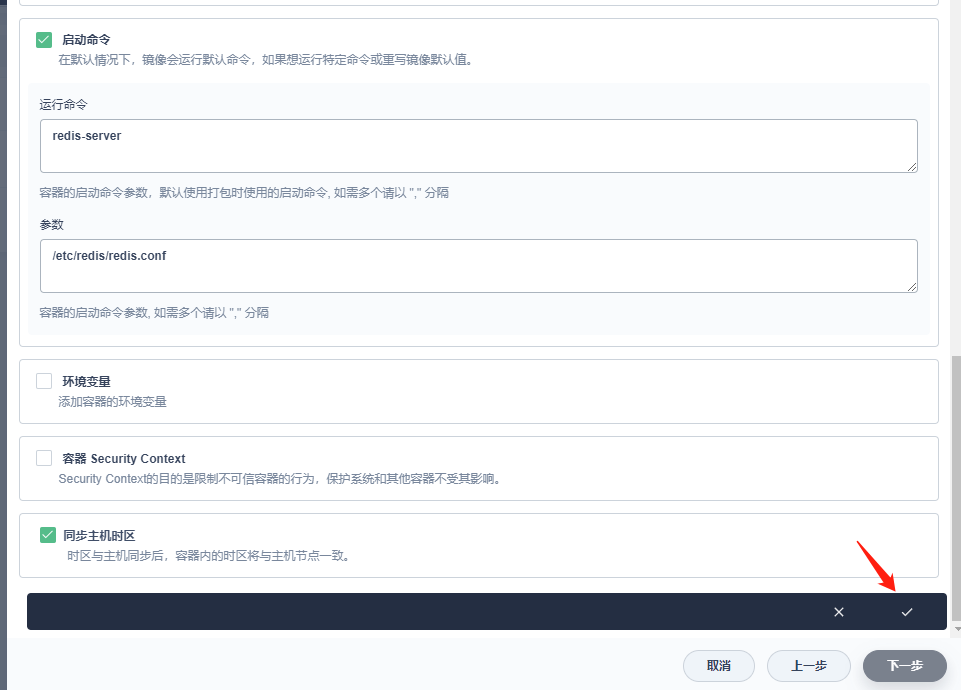 启动命令
在默认情况下，镜像会运行默认命令，如果想运行特定命令或重写镜像默认值。
运行命令
redis-server
容器的启动命令参数，默认使用打包时使用的启动命令, 如需多个请以 "," 分隔
参数
/etc/redis/redis.conf
容器的启动命令参数, 如需多个请以 "," 分隔
环境变量
添加容器的环境变量
容器 Security Context
Security Context的目的是限制不可信容器的行为，保护系统和其他容器不受其影响。
同步主机时区
时区与主机同步后，容器内的时区将与主机节点一致。
取消
上一步
下一步